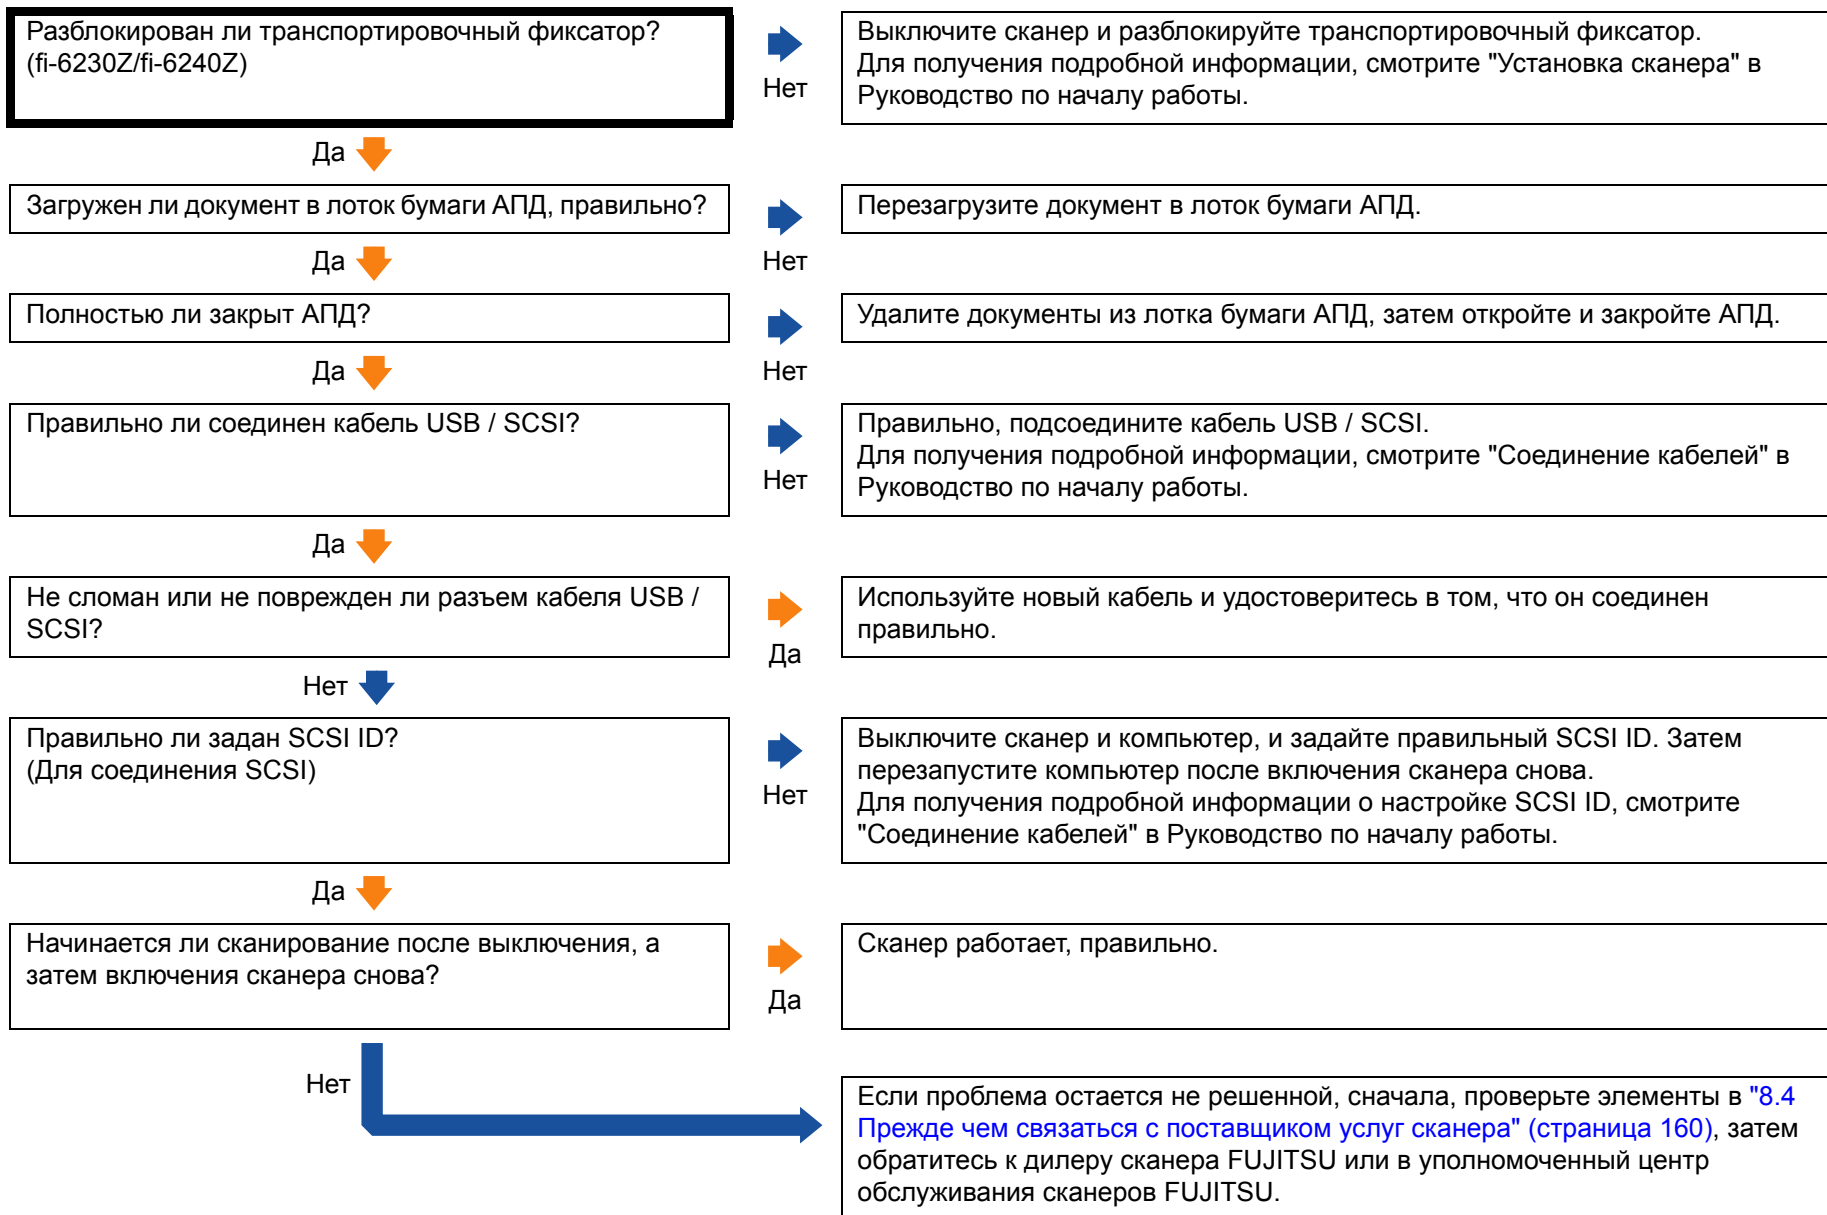 Разблокирован ли транспортировочный фиксатор?
(fi-6230Z/fi-6240Z)
Нет
Выключите сканер и разблокируйте транспортировочный фиксатор.
Для получения подробной информации, смотрите "Установка сканера" в
Руководство по началу работы.
Да
Загружен ли документ в лоток бумаги АПД, правильно?
Нет
Перезагрузите документ в лоток бумаги АПД.
Да
Полностью ли закрыт АПД?
Нет
Удалите документы из лотка бумаги АПД, затем откройте и закройте АПД.
Да
Правильно ли соединен кабель USB / SCSI?
Нет
Правильно, подсоедините кабель USB / SCSI.
Для получения подробной информации, смотрите "Соединение кабелей" в
Руководство по началу работы.
Да
Не сломан или не поврежден ли разъем кабеля USB /
SCSI?
Да
Используйте новый кабель и удостоверитесь в том, что он соединен
правильно.
Нет
Правильно ли задан SCSI ID?
(Для соединения SCSI)
Нет
Выключите сканер и компьютер, и задайте правильный SCSI ID. Затем
перезапустите компьютер после включения сканера снова.
Для получения подробной информации о настройке SCSI ID, смотрите
"Соединение кабелей" в Руководство по началу работы.
Да
Начинается ли сканирование после выключения, а
затем включения сканера снова?
Да
Сканер работает, правильно.
Нет
Если проблема остается не решенной, сначала, проверьте элементы в "8.4
Прежде чем связаться с поставщиком услуг сканера" (страница 160), затем
обратитесь к дилеру сканера FUJITSU или в уполномоченный центр
обслуживания сканеров FUJITSU.